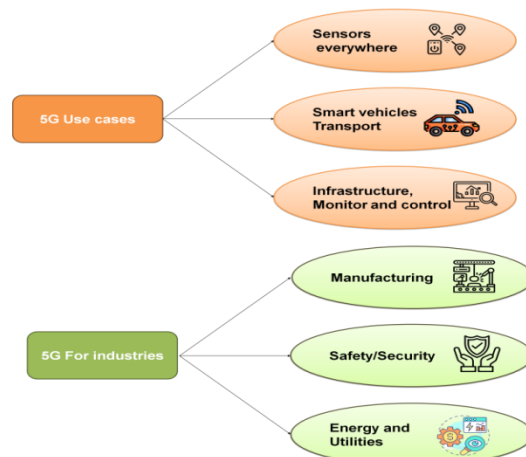 Sensors
everywhere
5G Use cases
Smart vehicles
Transport
Infrastructure,
Monitor and control
Manufacturing
5G For industries
Safety/Security
Energy and
Utilities